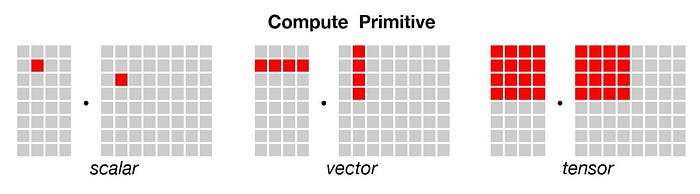 Compute Primitive
scalar
vector
tensor